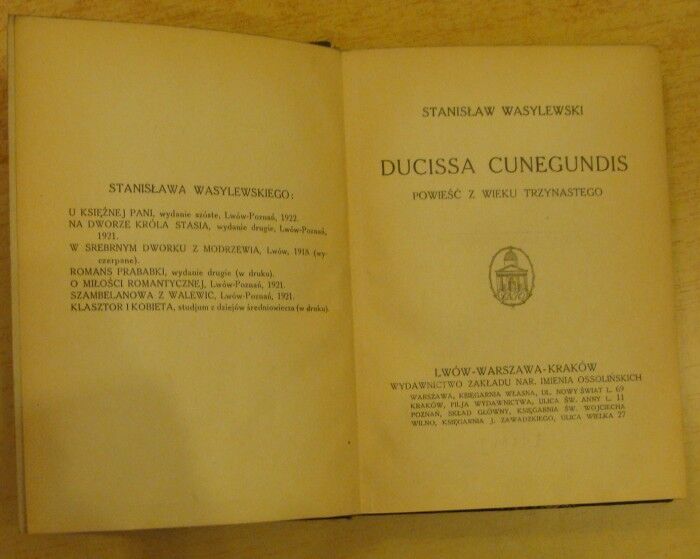 STANISŁAWA WASYLEWSKIEGO:
U KSIĘŻNEJ PANI, wydanie szóste, Lwów-Poznań, 1922.
NA DWORZE KRÓLA STASIA, wydanie drugie, Lwów-Poznań,
1921.
W SREBRNYM DWORKU Z MODRZEWIA, Lwów, 1918 (wy-
czerpane).
ROMANS PRABABKI, wydanie drugie (w druku).
O MIŁOŚCI ROMANTYCZNEJ, Lwów-Poznań, 1921.
SZAMBELANOWA Z WALEWIC, Lwów-Poznań, 1921.
KLASZTOR I KOBIETA, studjum z dziejów średniowiecza (w druku).
STANISŁAW WASYLEWSKI
DUCISSA CUNEGUNDIS
POWIEŚĆ Z WIEKU TRZYNASTEGO
LWÓW-WARSZAWA-KRAKÓW
WYDAWNICTWO ZAKŁADU NAR. IMIENIA OSSOLIŃSKICH
WARSZAWA, KSIĘGARNIA WŁASNA, UL. NOWY ŚWIAT L. 69
KRAKÓW, FILJA WYDAWNICTWA, ULICA ŚW. ANNY L. 11
POZNAŃ, SKŁAD GŁÓWNY, KSIĘGARNIA ŚW. WOJCIECHA
WILNO, KSIĘGARNIA J. ZAWADZKIEGO, ULICA WIELKA 27